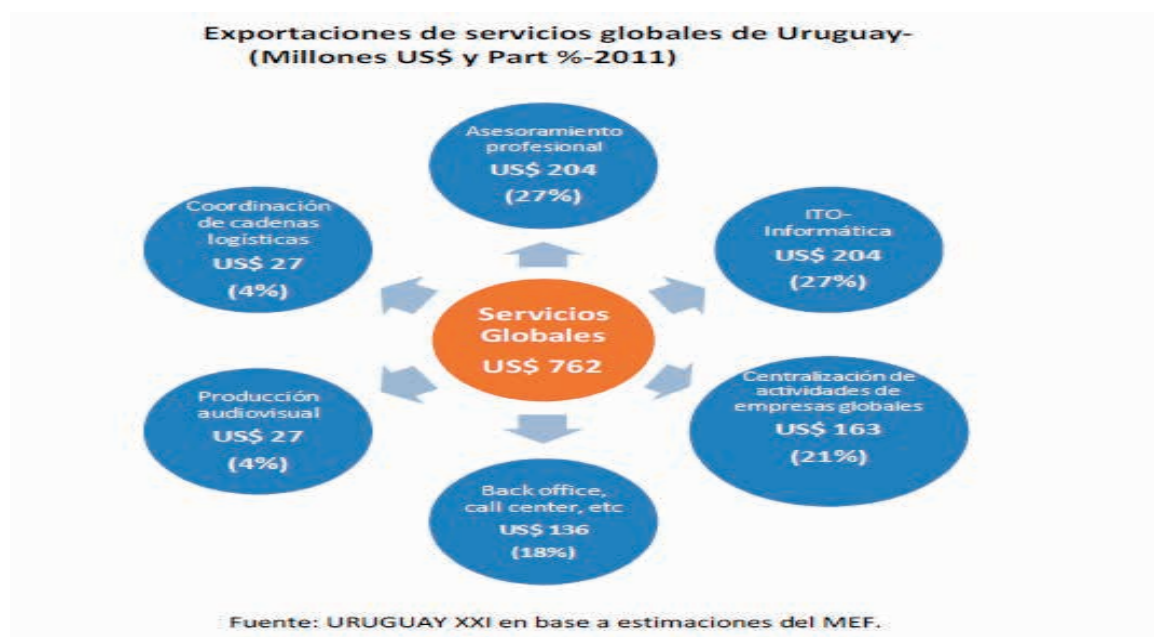 Exportaciones de servicios globales de Uruguay-
(Millones US$ y Part %-2011)
Asesoramiento
profesional
US$ 204
(27%)
ITO-
Informática
US$ 204
(27%)
Centralización de
actividades de
empresas globales
US$ 163
(21%)
Back office,
call center, etc
US$ 136
(18%)
Producción
audiovisual
US$ 27
(4%)
Coordinación
de cadenas
logísticas
US$ 27
(4%)
Servicios
Globales
US$ 762
Fuente: URUGUAY XXI en base a estimaciones del MEF.